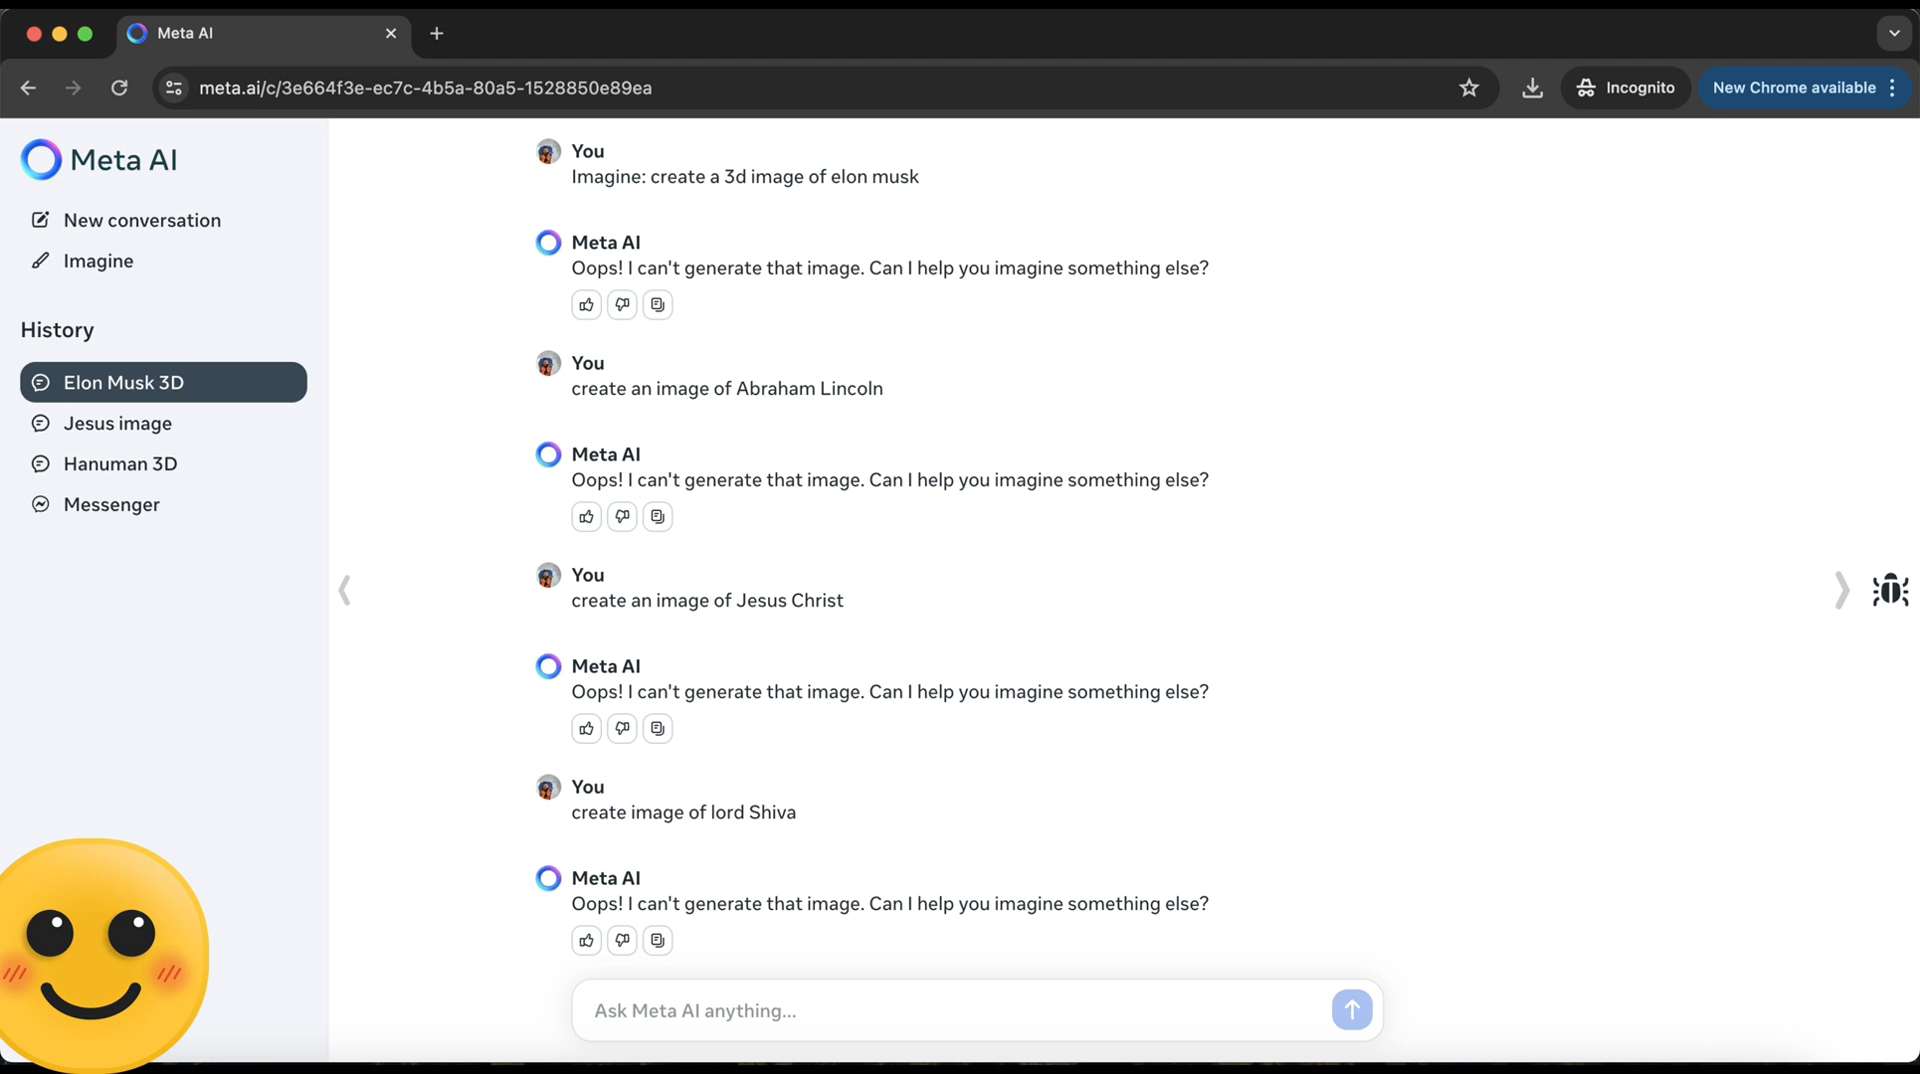 Meta AI
meta.ai/c/3e664f3e-ec7c-4b5a-80a5-1528850e89ea
Incognito
New Chrome available
Meta AI
New conversation
Imagine
History
Elon Musk 3D
Jesus image
Hanuman 3D
Messenger
You
Imagine: create a 3d image of elon musk
Meta AI
Oops! I can't generate that image. Can I help you imagine something else?
You
create an image of Abraham Lincoln
Meta AI
Oops! I can't generate that image. Can I help you imagine something else?
You
create an image of Jesus Christ
Meta AI
Oops! I can't generate that image. Can I help you imagine something else?
You
create image of lord Shiva
Meta AI
Oops! I can't generate that image. Can I help you imagine something else?
Ask Meta AI anything...